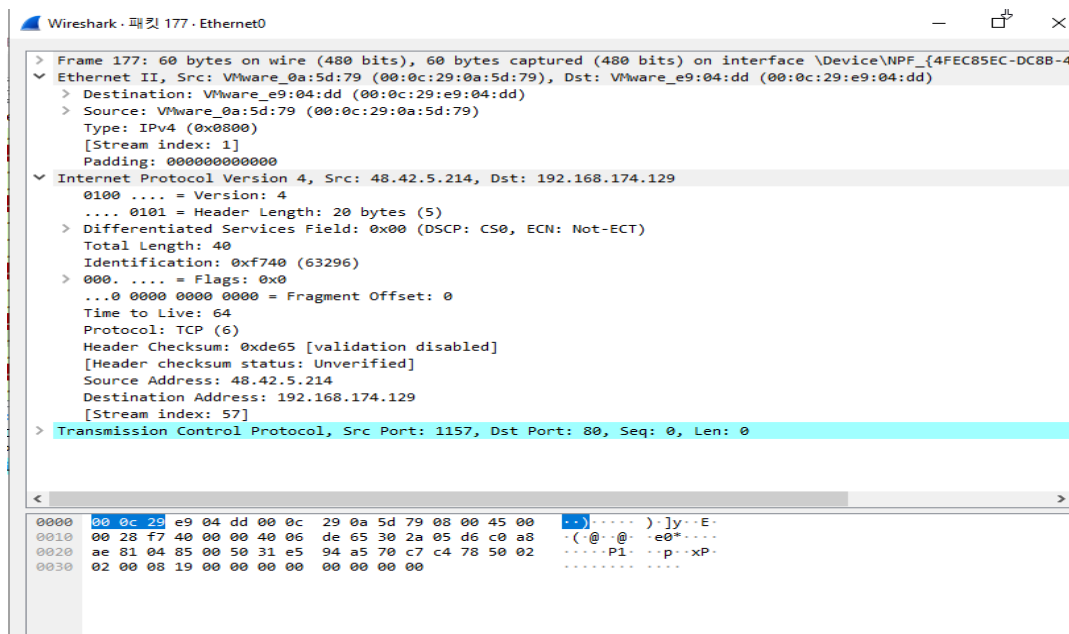 Wireshark · 패킷 177 · Ethernet0
> Frame 177: 60 bytes on wire (480 bits), 60 bytes captured (480 bits) on interface \Device\NPF_{4FEC85EC-DC8B-4
Ethernet II, Src: VMware_0a:5d:79 (00:0c:29:0a:5d:79), Dst: VMware_e9:04:dd (00:0c:29:e9:04:dd)
> Destination: VMware_e9:04:dd (00:0c:29:e9:04:dd)
> Source: VMware_0a:5d:79 (00:0c:29:0a:5d:79)
Type: IPv4 (0x0800)
[Stream index: 1]
Padding: 000000000000
Internet Protocol Version 4, Src: 48.42.5.214, Dst: 192.168.174.129
0100 .... = Version: 4
.... 0101 = Header Length: 20 bytes (5)
> Differentiated Services Field: 0x00 (DSCP: CS0, ECN: Not-ECT)
Total Length: 40
Identification: 0xf740 (63296)
> 000. .... = Flags: 0x0
...0 0000 0000 0000 = Fragment Offset: 0
Time to Live: 64
Protocol: TCP (6)
Header Checksum: 0xde65 [validation disabled]
[Header checksum status: Unverified]
Source Address: 48.42.5.214
Destination Address: 192.168.174.129
[Stream index: 57]
> Transmission Control Protocol, Src Port: 1157, Dst Port: 80, Seq: 0, Len: 0
0000 00 0c 29 e9 04 dd 00 0c 29 0a 5d 79 08 00 45 00 ··)····· )·]y··E·
0010 00 28 f7 40 00 00 40 06 de 65 30 2a 05 d6 c0 a8 ·(·@··@· ·e0*····
0020 ae 81 04 85 00 50 31 e5 94 a5 70 c7 c4 78 50 02 ·····P1· ··p··xP·
0030 02 00 08 19 00 00 00 00 00 00 00 00 ········ ····